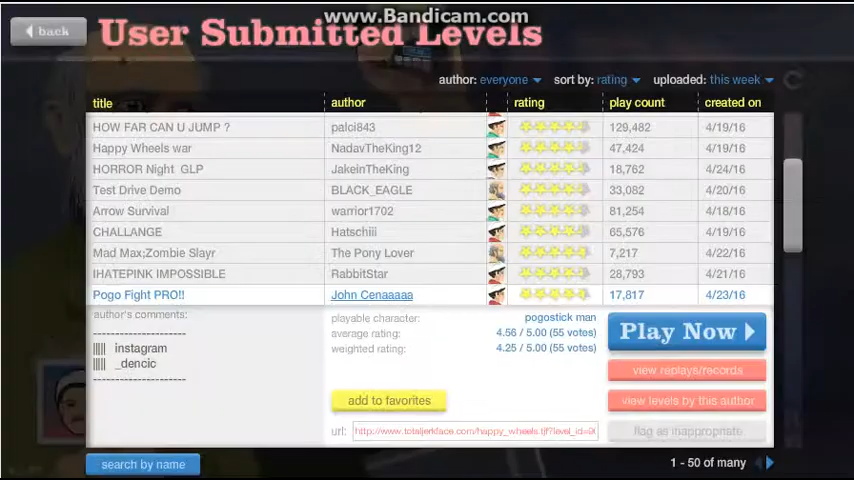 www.Bandicam.com
back
User Submitted Levels
author: everyone sort by: rating uploaded: this week
title author rating play count created on
HOW FAR CAN U JUMP ? palci843 129,482 4/19/16
Happy Wheels war NadavTheKing12 47,424 4/19/16
HORROR Night GLP JakeinTheKing 18,762 4/24/16
Test Drive Demo BLACK_EAGLE 33,082 4/20/16
Arrow Survival warrior1702 81,254 4/18/16
CHALLANGE Hatschiii 65,576 4/23/16
Mad Max;Zombie Slayr The Pony Lover 7,217 4/22/16
IHATEPINK IMPOSSIBLE RabbitStar 28,793 4/21/16
Pogo Fight PRO!! John Cenaaaaa 17,817 4/23/16
author's comments:
---------------------
||||| instagram
||||| _dencic
---------------------
playable character: pogostick man
average rating: 4.56 / 5.00 (55 votes)
weighted rating: 4.25 / 5.00 (55 votes)
add to favorites
url: http://www.totaljerkface.com/happy_wheels.tjf?level_id=
Play Now
view replays/records
view levels by this author
flag as inappropriate
search by name
1 - 50 of many